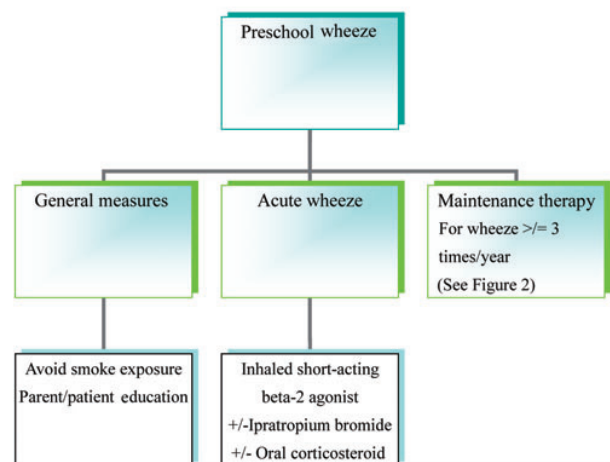 Preschool wheeze
General measures
Acute wheeze
Maintenance therapy
For wheeze >/= 3
times/year
(See Figure 2)
Avoid smoke exposure
Parent/patient education
Inhaled short-acting
beta-2 agonist
+/-Ipratropium bromide
+/- Oral corticosteroid